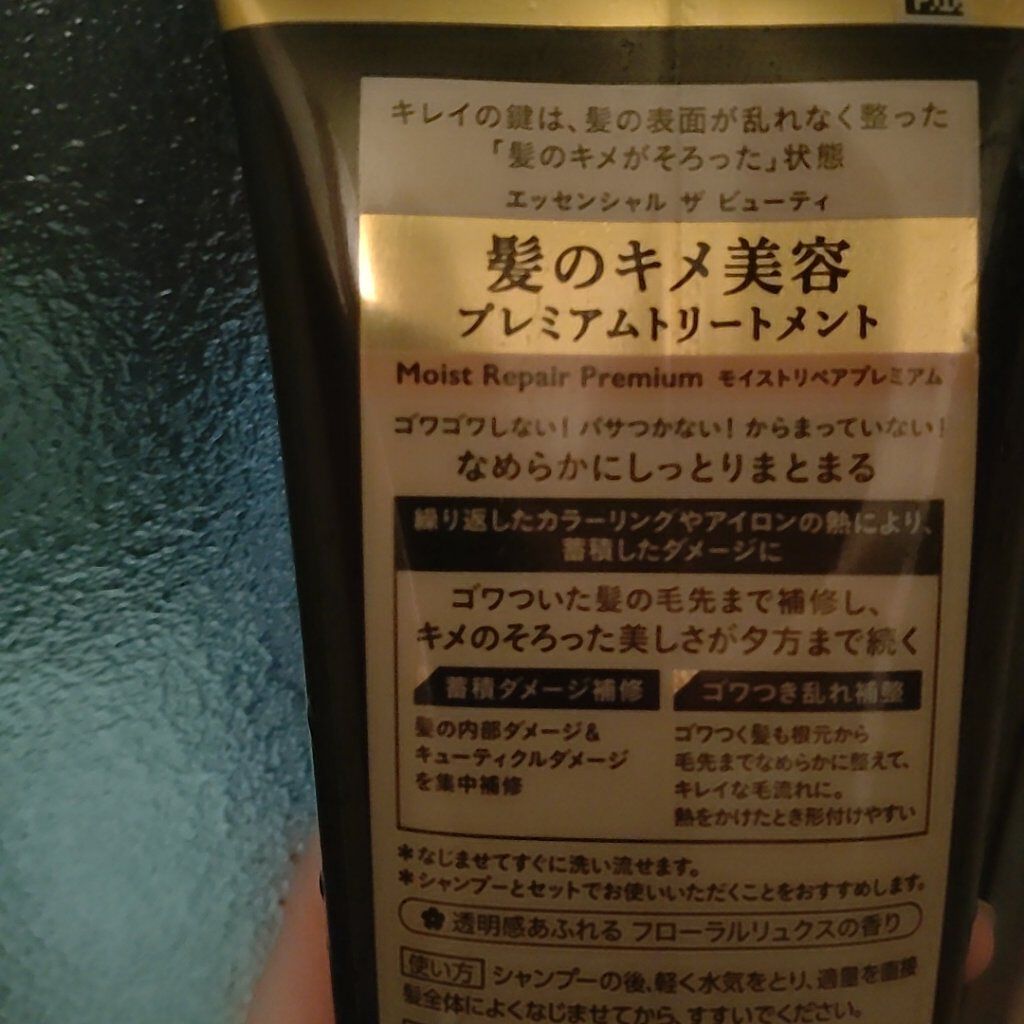 キレイの鍵は、髪の表面が乱れなく整った
「髪のキメがそろった」状態
エッセンシャル ザ ビューティ
髪のキメ美容
プレミアムトリートメント
Moist Repair Premium モイストリペアプレミアム
ゴワゴワしない! パサつかない! からまっていない!
なめらかにしっとりまとまる
繰り返したカラーリングやアイロンの熱により、
蓄積したダメージに
ゴワついた髪の毛先まで補修し、
キメのそろった美しさが夕方まで続く
蓄積ダメージ補修
髪の内部ダメージ&
キューティクルダメージ
を集中補修
ゴワつき乱れ補整
ゴワつく髪も根元から
毛先までなめらかに整えて、
キレイな毛流れに。
熱をかけたとき形付けやすい
*なじませてすぐに洗い流せます。
*シャンプーとセットでお使いいただくことをおすすめします。
透明感あふれる フローラルリュクスの香り
使い方 シャンプーの後、軽く水気をとり、適量を直接
髪全体によくなじませてから、すすいでください。